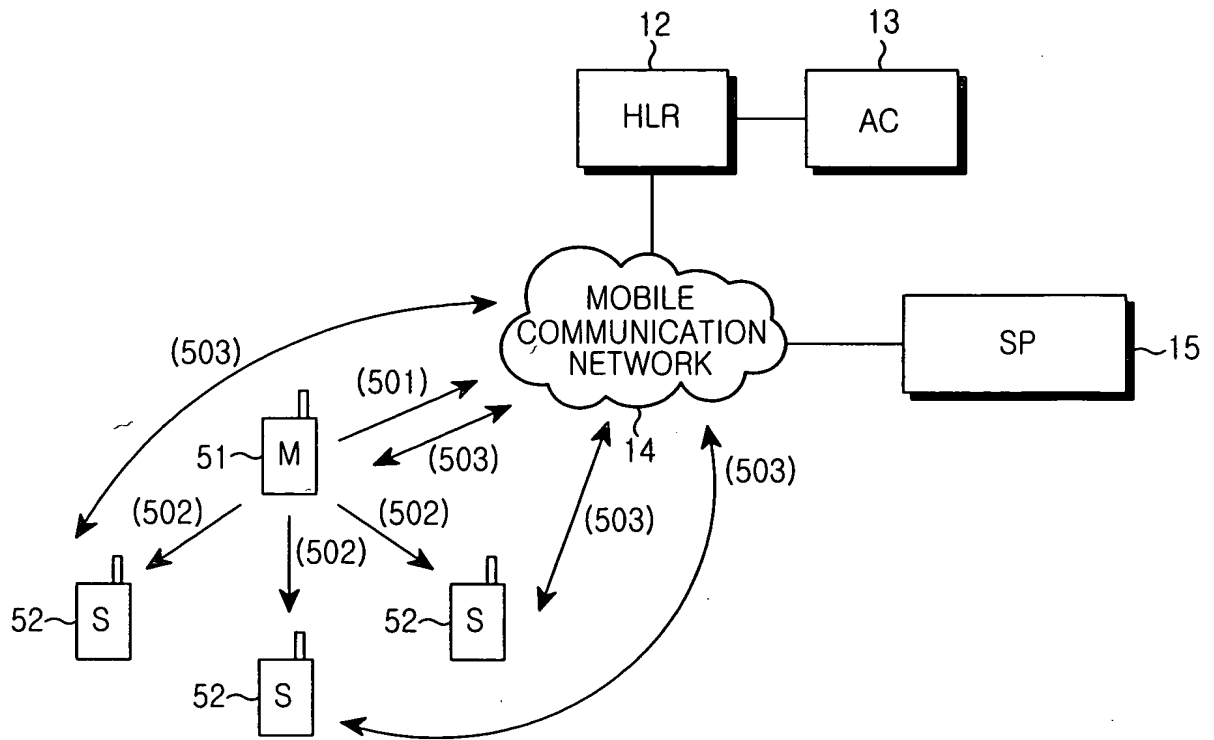 12
13
HLR
AC
MOBILE
COMMUNICATION
NETWORK
SP
15
(503)
(501)
(503)
14
(503)
51
M
(502)
(502)
(502)
(503)
52
S
52
S
52
S